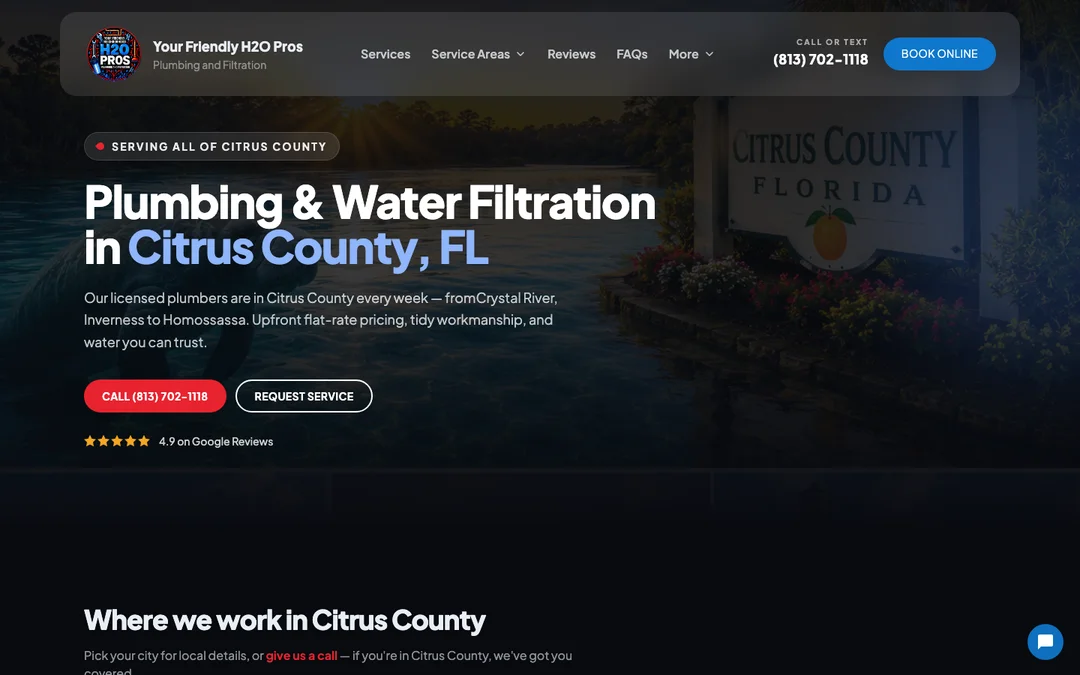 H2O
PROS
Your Friendly H2O Pros
Plumbing and Filtration
Services
Service Areas
Reviews
FAQs
More
CALL OR TEXT
(813) 702-1118
BOOK ONLINE
CITRUS COUNTY
FLORIDA
SERVING ALL OF CITRUS COUNTY
Plumbing & Water Filtration
in Citrus County, FL
Our licensed plumbers are in Citrus County every week — fromCrystal River,
Inverness to Homossassa. Upfront flat-rate pricing, tidy workmanship, and
water you can trust.
CALL (813) 702-1118
REQUEST SERVICE
4.9 on Google Reviews
Where we work in Citrus County
Pick your city for local details, or give us a call — if you're in Citrus County, we've got you
covered.